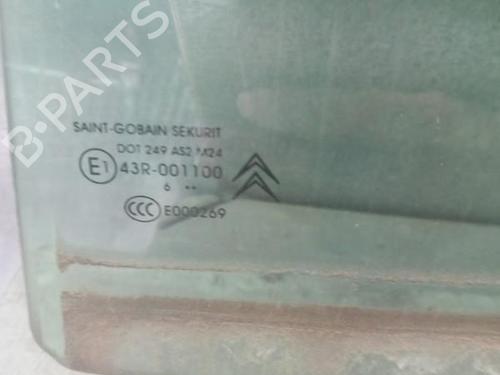 B-PARTS
SAINT-GOBAIN SEKURIT
DOT 249 AS2 M24
E1 43R-001100
6 ••
CCC E000269